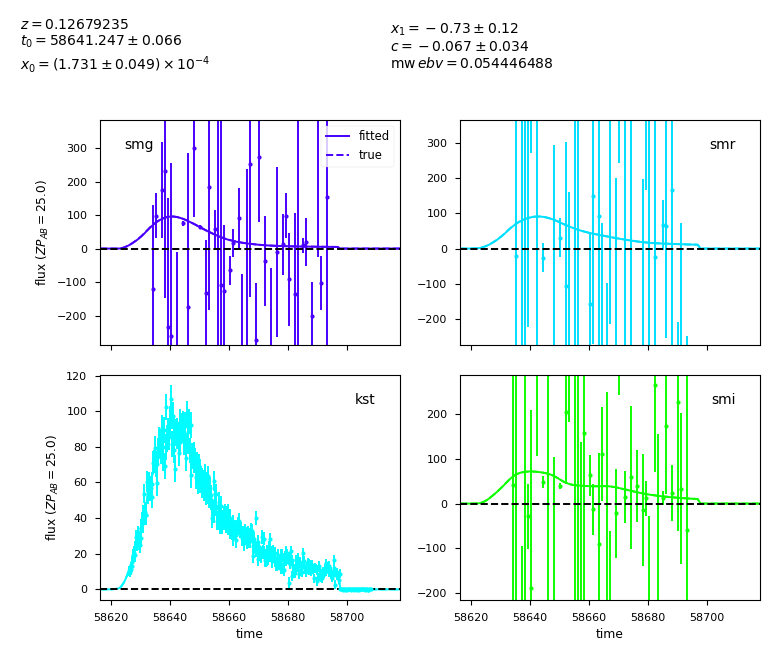 z = 0.12679235
t₀ = 58641.247 ± 0.066
x₀ = (1.731 ± 0.049) × 10⁻⁴
x₁ = −0.73 ± 0.12
c = −0.067 ± 0.034
mw ebv = 0.054446488
smg
fitted
true
300
200
100
0
−100
−200
flux (ZP_AB = 25.0)
smr
300
200
100
0
−100
−200
kst
120
100
80
60
40
20
0
flux (ZP_AB = 25.0)
58620 58640 58660 58680 58700
time
smi
200
100
0
−100
−200
58620 58640 58660 58680 58700
time